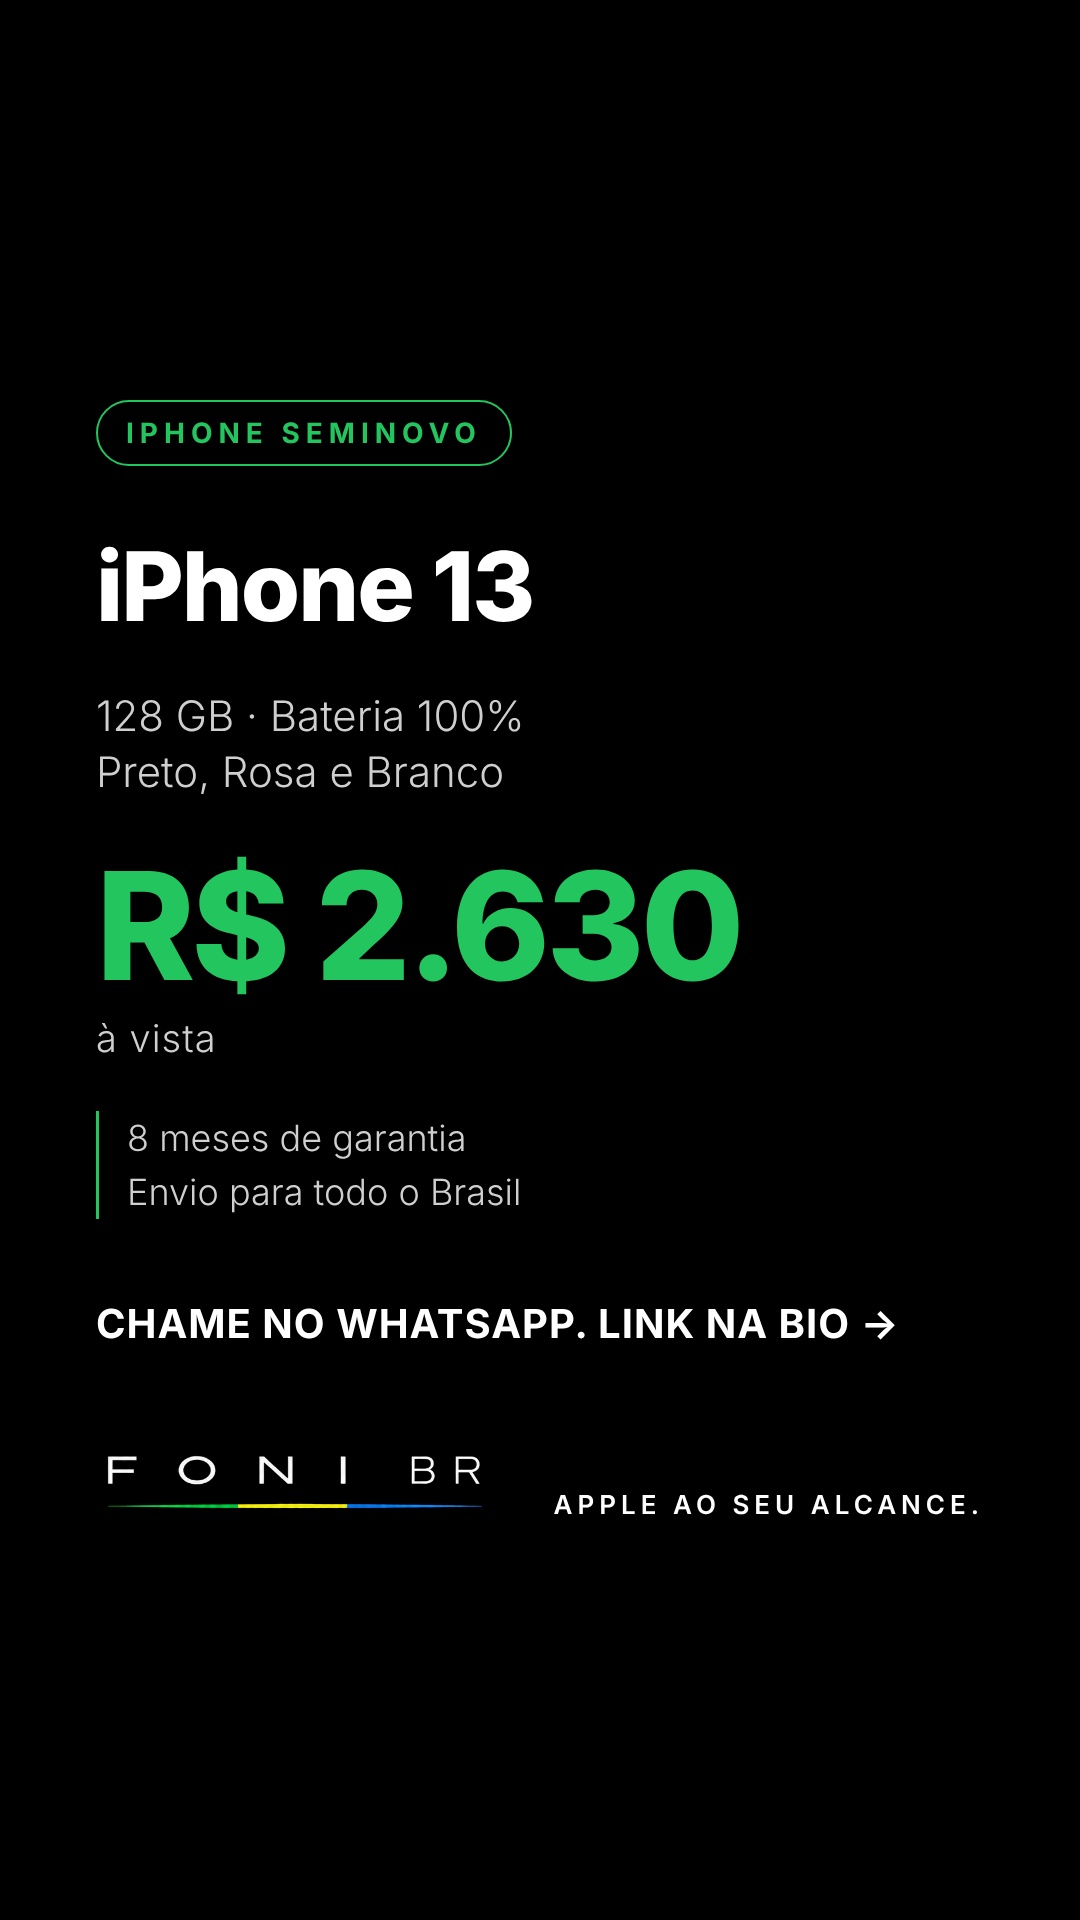 IPHONE SEMINOVO
iPhone 13
128 GB · Bateria 100%
Preto, Rosa e Branco
R$ 2.630
à vista
8 meses de garantia
Envio para todo o Brasil
CHAME NO WHATSAPP. LINK NA BIO →
FONI BR
APPLE AO SEU ALCANCE.